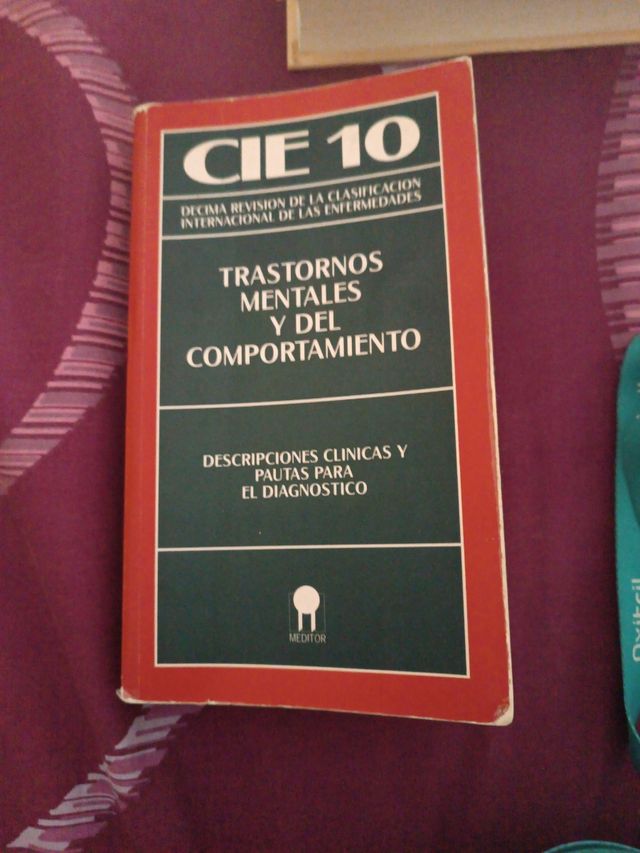 CIE 10
DECIMA REVISION DE LA CLASIFICACION
INTERNACIONAL DE LAS ENFERMEDADES
TRASTORNOS
MENTALES
Y DEL
COMPORTAMIENTO
DESCRIPCIONES CLINICAS Y
PAUTAS PARA
EL DIAGNOSTICO
MEDITOR